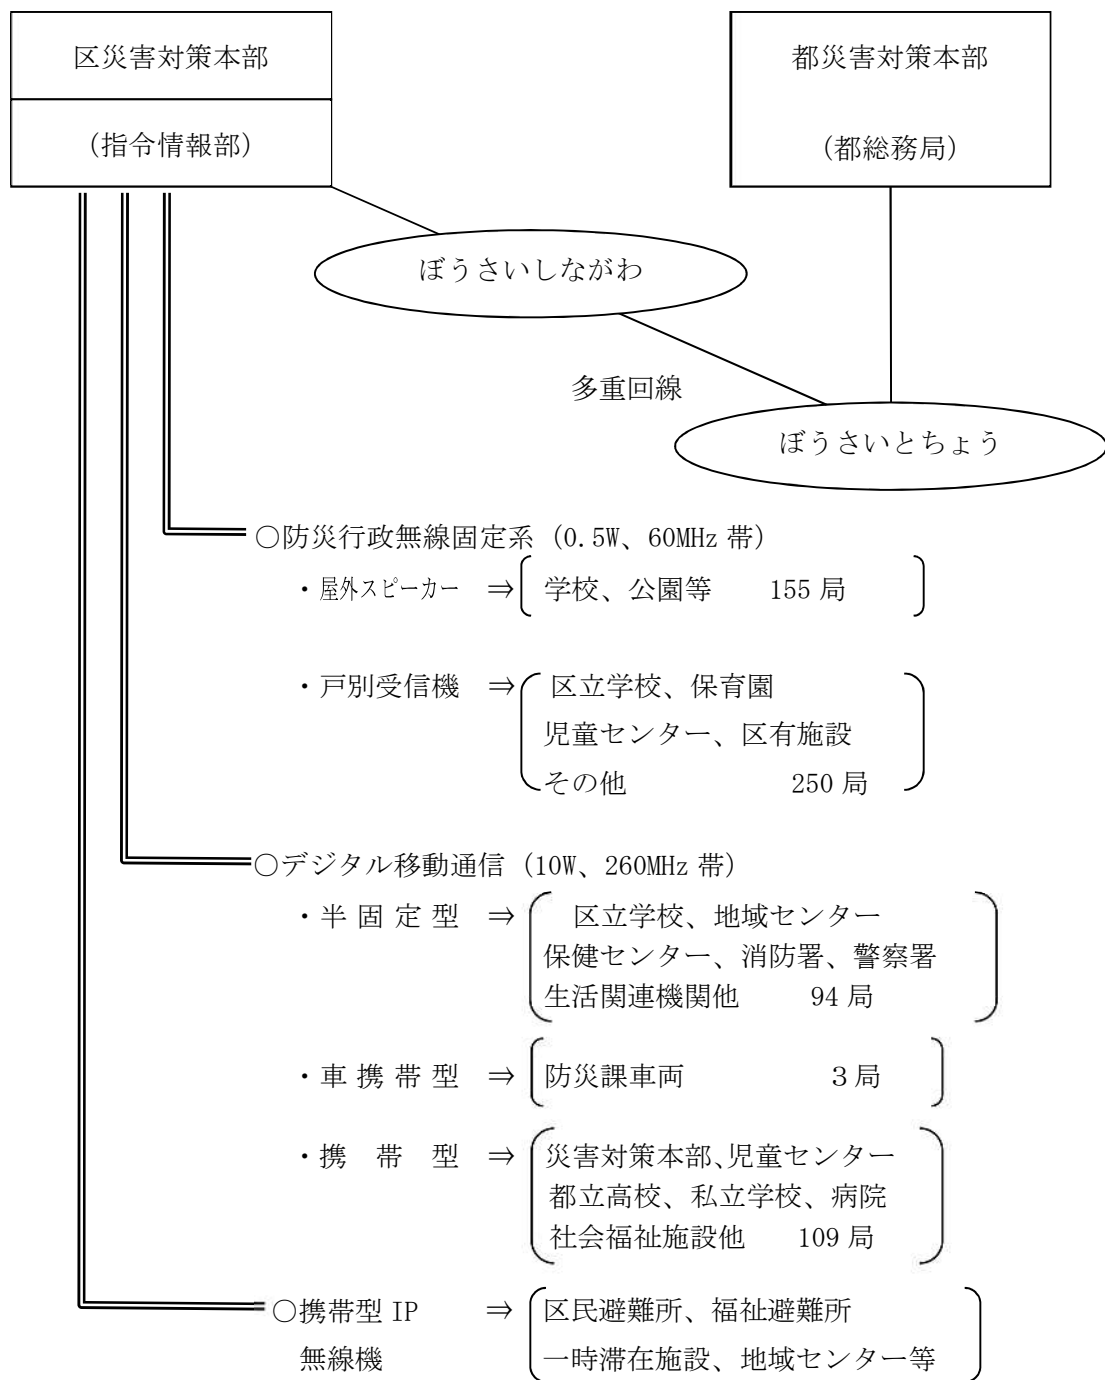 区災害対策本部
(指令情報部)
都災害対策本部
(都総務局)
ぼうさいしながわ
多重回線
ぼうさいとちょう
○防災行政無線固定系 (0.5W、60MHz 帯)
・屋外スピーカー ⇒ 学校、公園等 155 局
・戸別受信機 ⇒ 区立学校、保育園
児童センター、区有施設
その他 250 局
○デジタル移動通信 (10W、260MHz 帯)
・半固定型 ⇒ 区立学校、地域センター
保健センター、消防署、警察署
生活関連機関他 94 局
・車携帯型 ⇒ 防災課車両 3局
・携帯型 ⇒ 災害対策本部、児童センター
都立高校、私立学校、病院
社会福祉施設他 109 局
○携帯型 IP ⇒ 区民避難所、福祉避難所
無線機 一時滞在施設、地域センター等